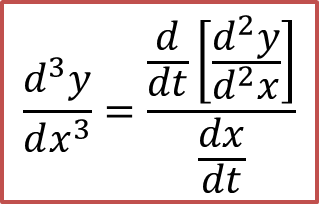 d³y/dx³ = d/dt [d²y/d²x] / dx/dt